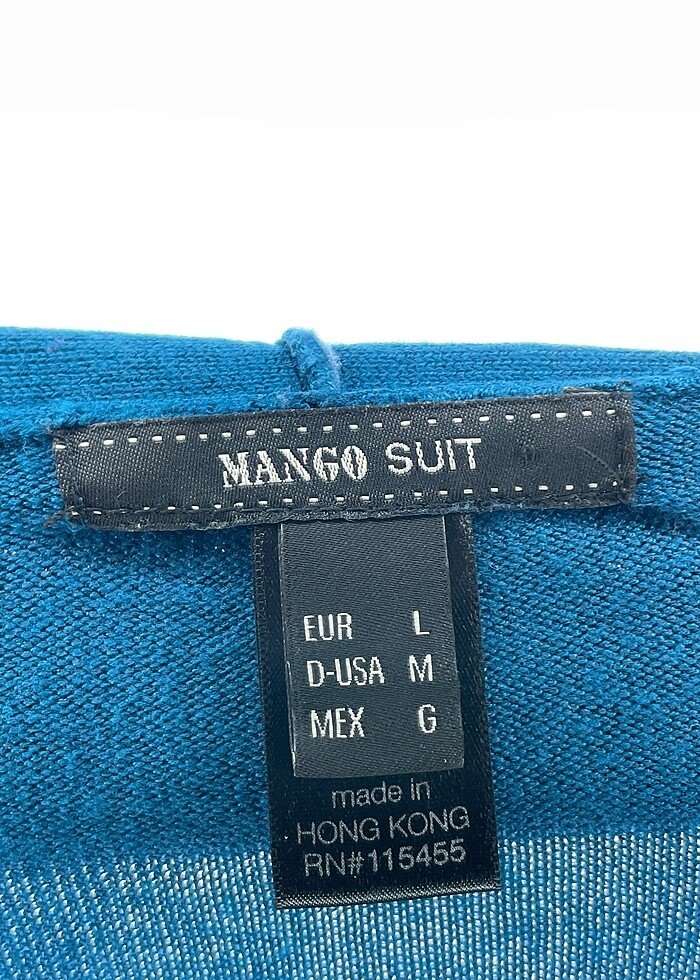 MANGO SUIT
EUR L
D-USA M
MEX G
made in
HONG KONG
RN#115455